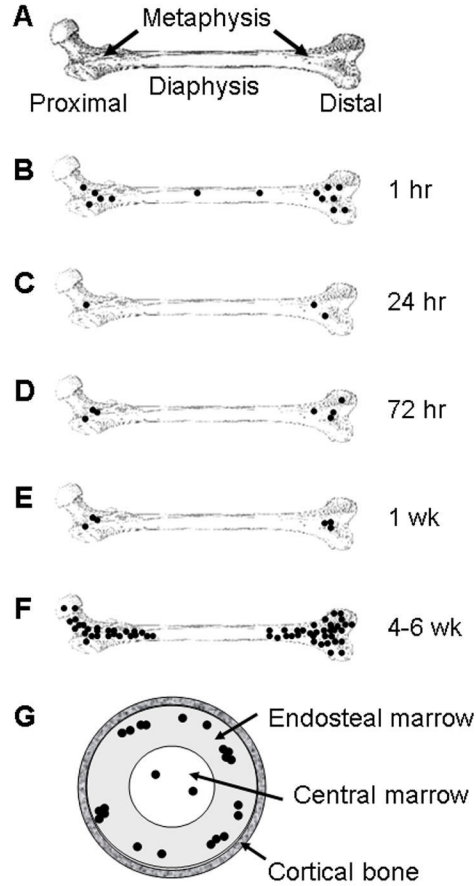 A
Metaphysis
Diaphysis
Proximal
Distal
B
1 hr
C
24 hr
D
72 hr
E
1 wk
F
4-6 wk
G
Endosteal marrow
Central marrow
Cortical bone